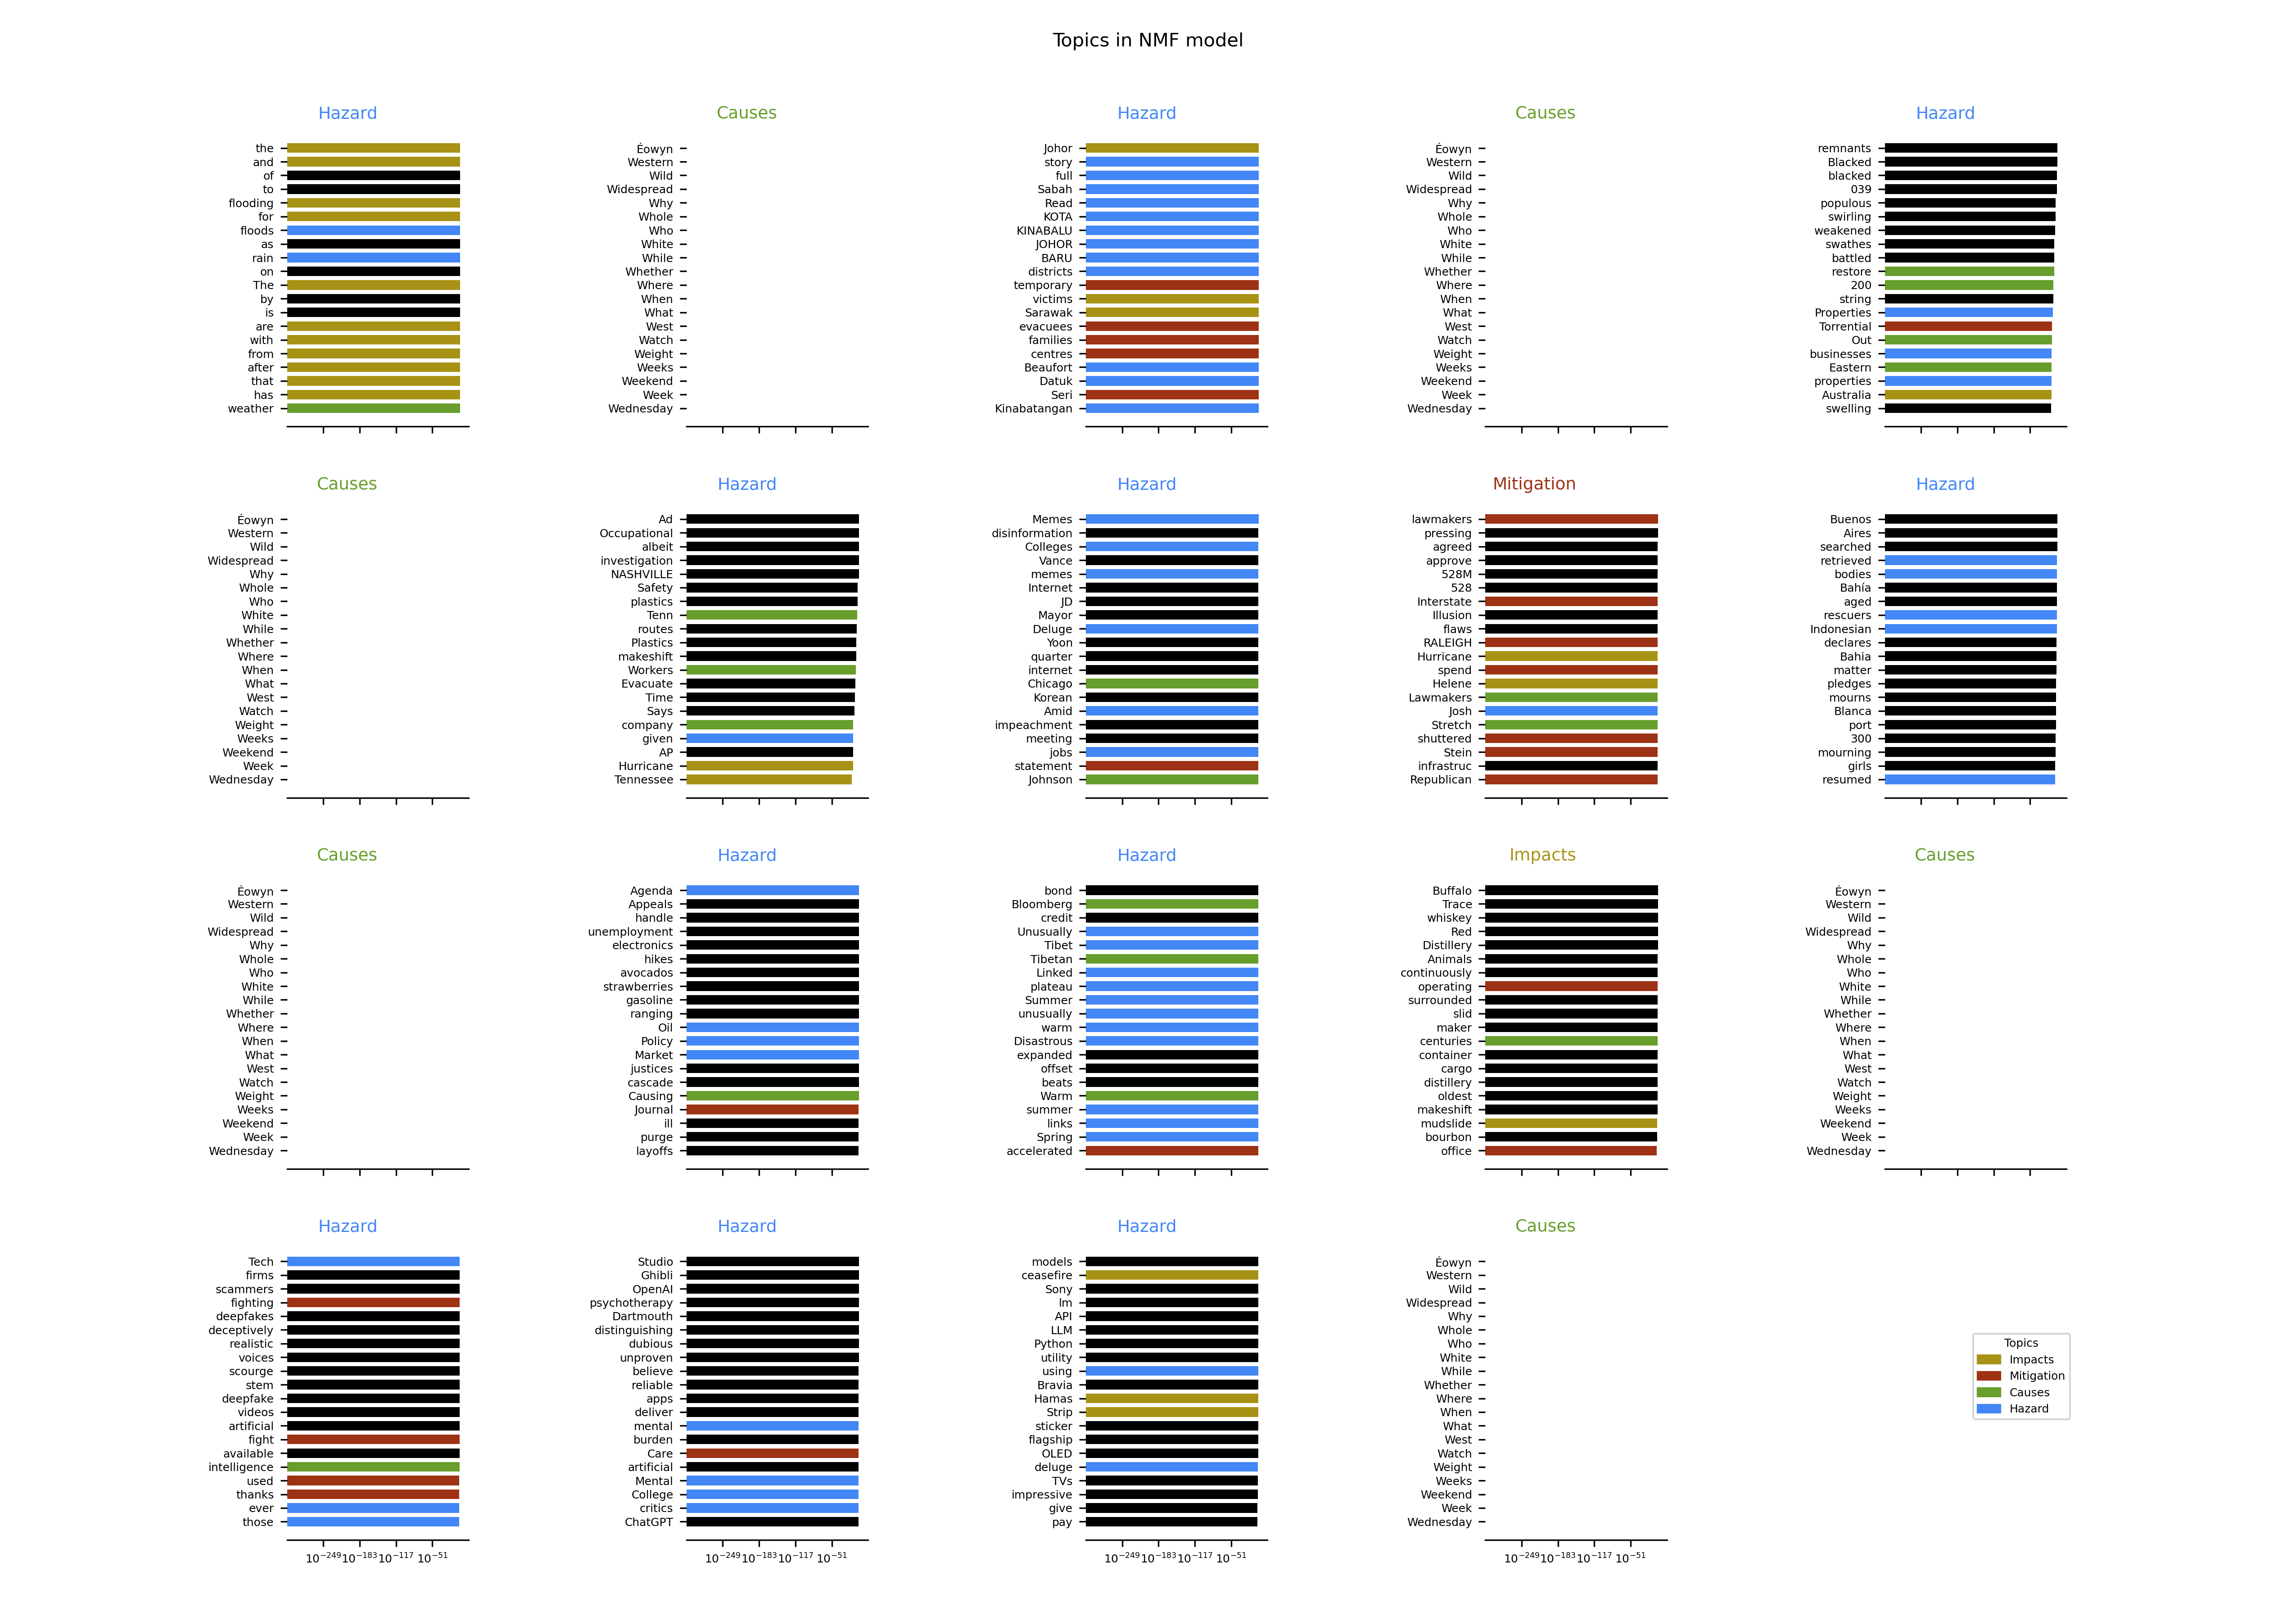 Topics in NMF model
Hazard
the
and
of
to
flooding
for
floods
as
rain
on
The
by
is
are
with
from
after
that
has
weather
Causes
Éowyn
Western
Wild
Widespread
Why
Whole
Who
White
While
Whether
Where
When
What
West
Watch
Weight
Weeks
Weekend
Week
Wednesday
Hazard
Johor
story
full
Sabah
Read
KOTA
KINABALU
JOHOR
BARU
districts
temporary
victims
Sarawak
evacuees
families
centres
Beaufort
Datuk
Seri
Kinabatangan
Causes
Éowyn
Western
Wild
Widespread
Why
Whole
Who
White
While
Whether
Where
When
What
West
Watch
Weight
Weeks
Weekend
Week
Wednesday
Hazard
remnants
Blacked
blacked
039
populous
swirling
weakened
swathes
battled
restore
200
string
Properties
Torrential
Out
businesses
Eastern
properties
Australia
swelling
Causes
Éowyn
Western
Wild
Widespread
Why
Whole
Who
White
While
Whether
Where
When
What
West
Watch
Weight
Weeks
Weekend
Week
Wednesday
Hazard
Ad
Occupational
albeit
investigation
NASHVILLE
Safety
plastics
Tenn
routes
Plastics
makeshift
Workers
Evacuate
Time
Says
company
given
AP
Hurricane
Tennessee
Hazard
Memes
disinformation
Colleges
Vance
memes
Internet
JD
Mayor
Deluge
Yoon
quarter
internet
Chicago
Korean
Amid
impeachment
meeting
jobs
statement
Johnson
Mitigation
lawmakers
pressing
agreed
approve
528M
528
Interstate
Illusion
flaws
RALEIGH
Hurricane
spend
Helene
Lawmakers
Josh
Stretch
shuttered
Stein
infrastruc
Republican
Hazard
Buenos
Aires
searched
retrieved
bodies
Bahía
aged
rescuers
Indonesian
declares
Bahia
matter
pledges
mourns
Blanca
port
300
mourning
girls
resumed
Causes
Éowyn
Western
Wild
Widespread
Why
Whole
Who
White
While
Whether
Where
When
What
West
Watch
Weight
Weeks
Weekend
Week
Wednesday
Hazard
Agenda
Appeals
handle
unemployment
electronics
hikes
avocados
strawberries
gasoline
ranging
Oil
Policy
Market
justices
cascade
Causing
Journal
ill
purge
layoffs
Hazard
bond
Bloomberg
credit
Unusually
Tibet
Tibetan
Linked
plateau
Summer
unusually
warm
Disastrous
expanded
offset
beats
Warm
summer
links
Spring
accelerated
Impacts
Buffalo
Trace
whiskey
Red
Distillery
Animals
continuously
operating
surrounded
slid
maker
centuries
container
cargo
distillery
oldest
makeshift
mudslide
bourbon
office
Causes
Éowyn
Western
Wild
Widespread
Why
Whole
Who
White
While
Whether
Where
When
What
West
Watch
Weight
Weeks
Weekend
Week
Wednesday
Hazard
Tech
firms
scammers
fighting
deepfakes
deceptively
realistic
voices
scourge
stem
deepfake
videos
artificial
fight
available
intelligence
used
thanks
ever
those
10⁻²⁴⁹ 10⁻¹⁸³ 10⁻¹¹⁷ 10⁻⁵¹
Hazard
Studio
Ghibli
OpenAI
psychotherapy
Dartmouth
distinguishing
dubious
unproven
believe
reliable
apps
deliver
mental
burden
Care
artificial
Mental
College
critics
ChatGPT
10⁻²⁴⁹ 10⁻¹⁸³ 10⁻¹¹⁷ 10⁻⁵¹
Hazard
models
ceasefire
Sony
lm
API
LLM
Python
utility
using
Bravia
Hamas
Strip
sticker
flagship
OLED
deluge
TVs
impressive
give
pay
10⁻²⁴⁹ 10⁻¹⁸³ 10⁻¹¹⁷ 10⁻⁵¹
Causes
Éowyn
Western
Wild
Widespread
Why
Whole
Who
White
While
Whether
Where
When
What
West
Watch
Weight
Weeks
Weekend
Week
Wednesday
10⁻²⁴⁹ 10⁻¹⁸³ 10⁻¹¹⁷ 10⁻⁵¹
Topics
Impacts
Mitigation
Causes
Hazard